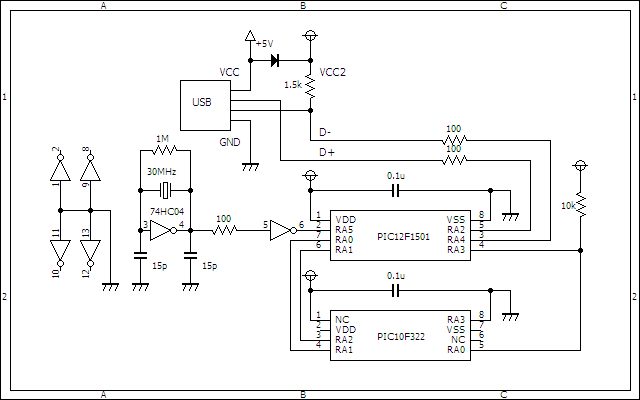 A B C
+5V
VCC VCC2
1.5k
USB
1 1
D- 100
GND D+ 100
2 8 1M
30MHz 0.1u
1 9 74HC04 10k
100 5 6 1 VDD VSS 8
11 13 3 4 2 RA5 RA2 5
7 RA0 PIC12F1501 RA4 3
6 RA1 RA3 4
15p 15p
10 12 0.1u
2 2
1 NC RA3 8
2 VDD VSS 7
3 RA2 PIC10F322 NC 6
4 RA1 RA0 5
A B C